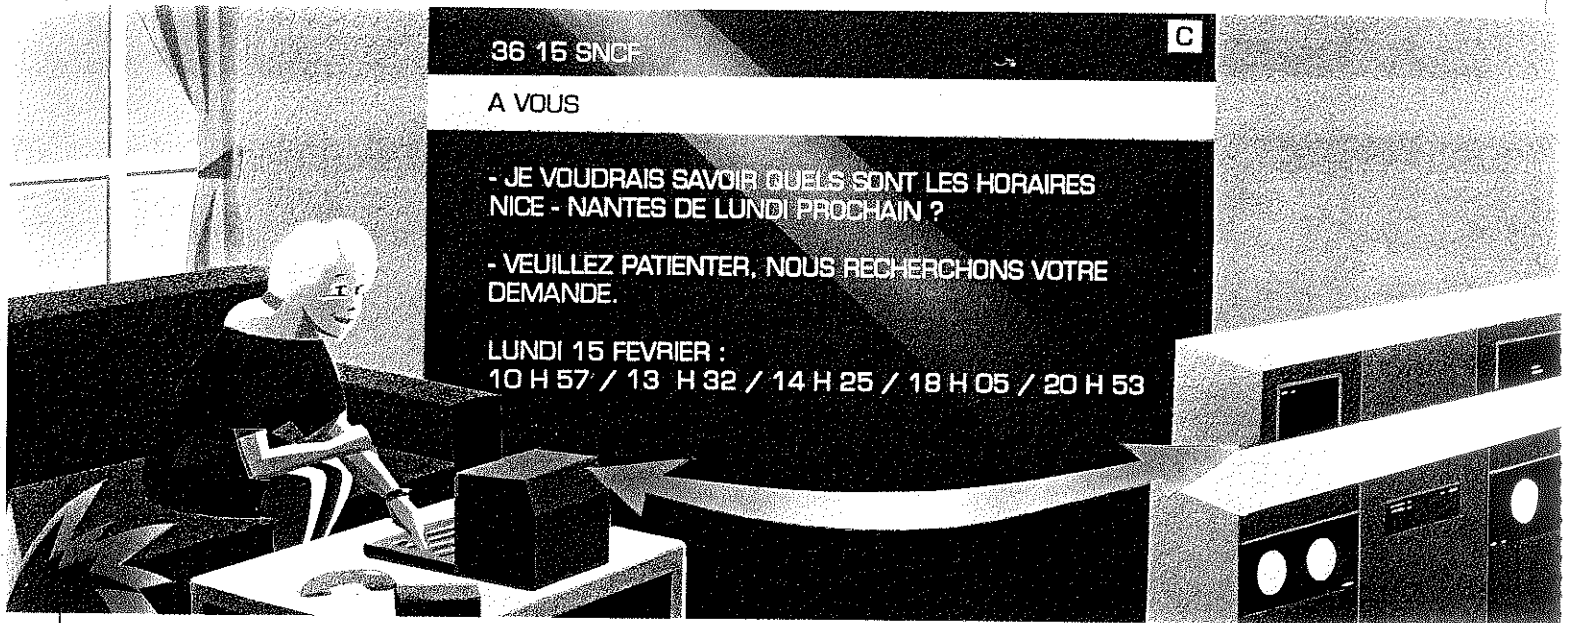 36 15 SNCF
C
A VOUS
- JE VOUDRAIS SAVOIR QUELS SONT LES HORAIRES
NICE - NANTES DE LUNDI PROCHAIN ?
- VEUILLEZ PATIENTER, NOUS RECHERCHONS VOTRE
DEMANDE.
LUNDI 15 FEVRIER :
10 H 57 / 13 H 32 / 14 H 25 / 18 H 05 / 20 H 53